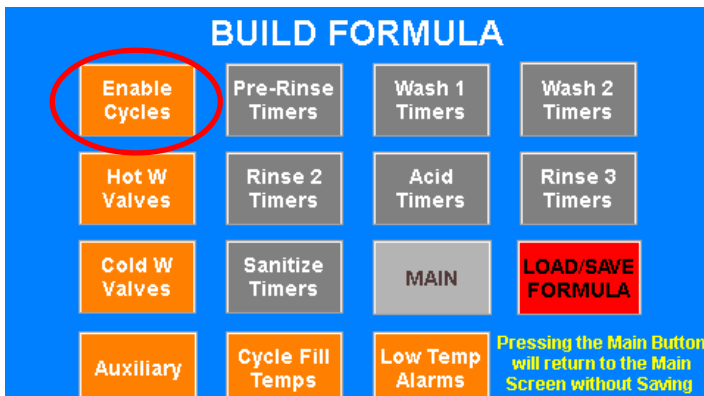 BUILD FORMULA
Enable
Cycles
Pre-Rinse
Timers
Wash 1
Timers
Wash 2
Timers
Hot W
Valves
Rinse 2
Timers
Acid
Timers
Rinse 3
Timers
Cold W
Valves
Sanitize
Timers
MAIN
LOAD/SAVE
FORMULA
Auxiliary
Cycle Fill
Temps
Low Temp
Alarms
Pressing the Main Button
will return to the Main
Screen without Saving